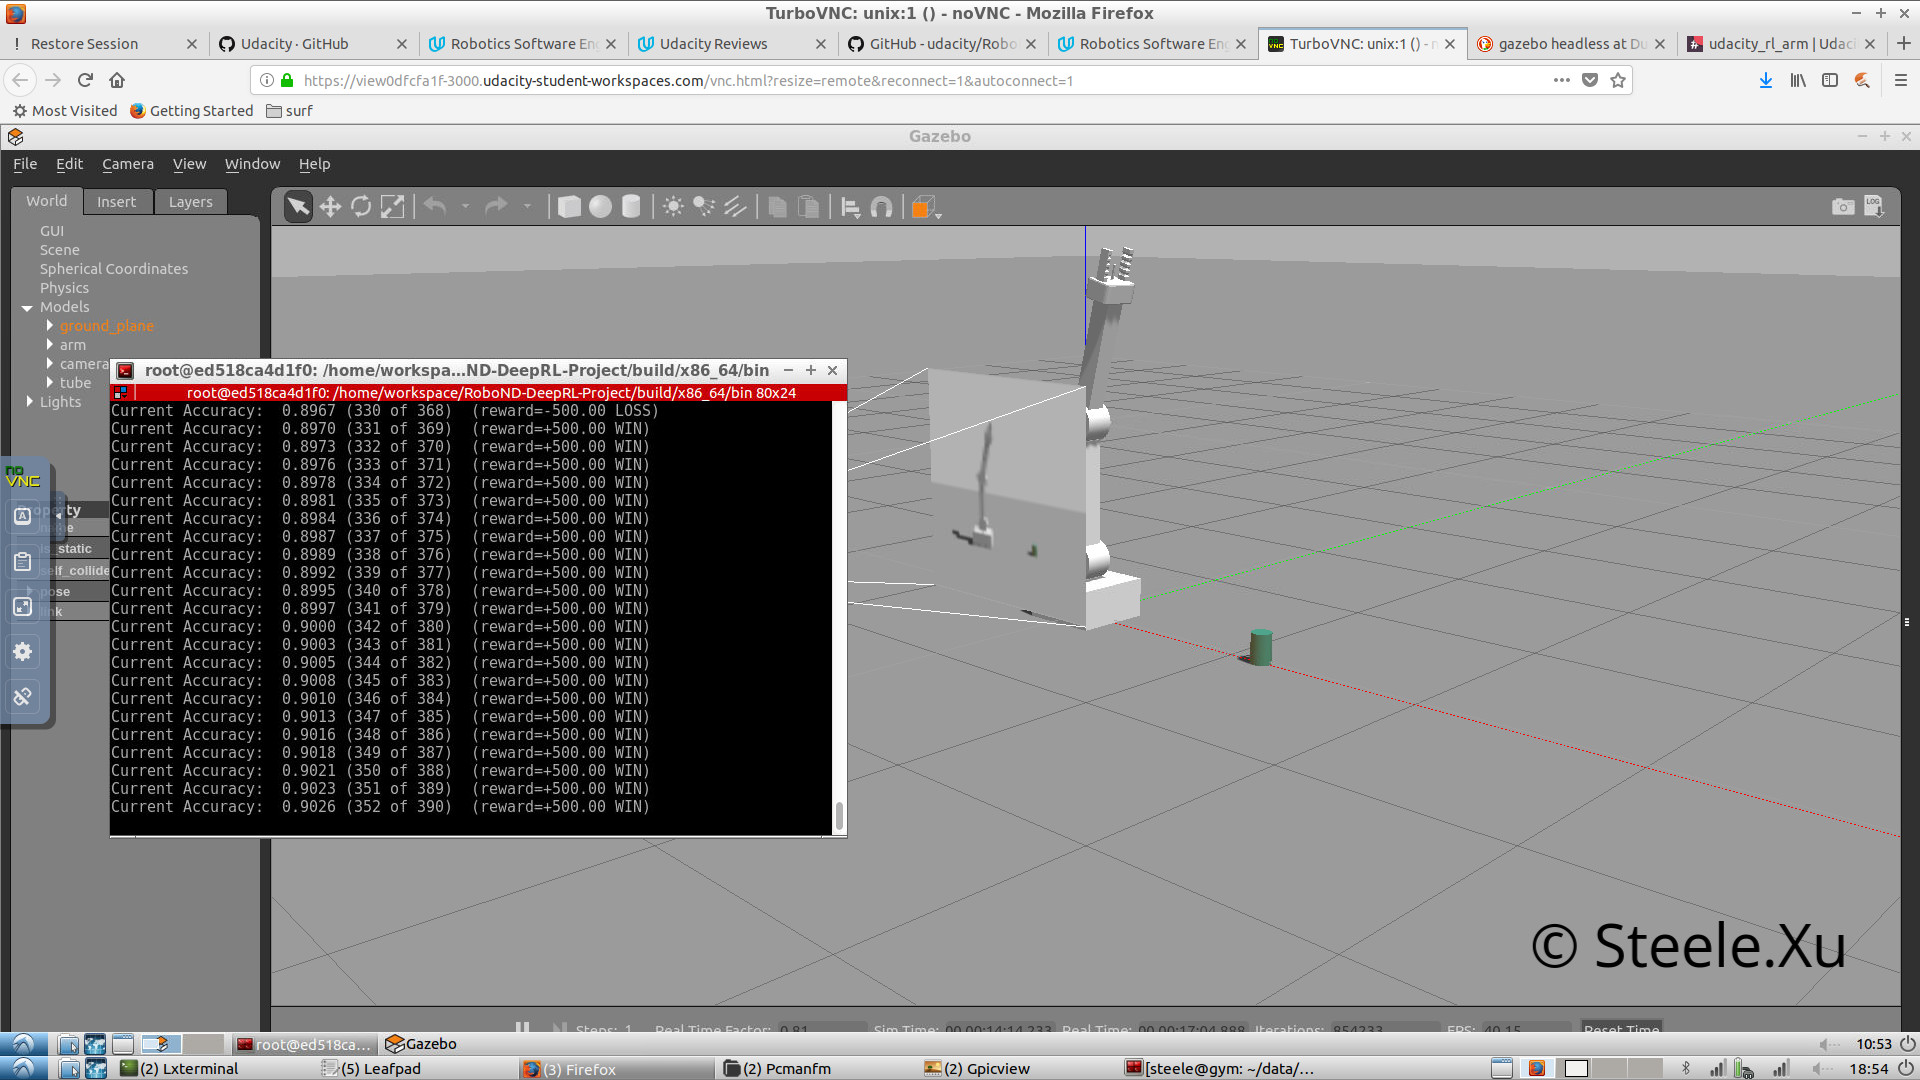 TurboVNC: unix:1 () - noVNC - Mozilla Firefox
! Restore Session
Udacity · GitHub
Robotics Software En
Udacity Reviews
GitHub - udacity/Robo
Robotics Software En
TurboVNC: unix:1 () - n
gazebo headless at Du
udacity_rl_arm | Udaci
https://view0dfcfa1f-3000.udacity-student-workspaces.com/vnc.html?resize=remote&reconnect=1&autoconnect=1
Most Visited
Getting Started
surf
Gazebo
File Edit Camera View Window Help
World Insert Layers
LOG
GUI
Scene
Spherical Coordinates
Physics
Models
ground_plane
arm
camera
tube
Lights
root@ed518ca4d1f0: /home/workspa...ND-DeepRL-Project/build/x86_64/bin
root@ed518ca4d1f0: /home/workspace/RoboND-DeepRL-Project/build/x86_64/bin 80x24
Current Accuracy: 0.8967 (330 of 368) (reward=-500.00 LOSS)
Current Accuracy: 0.8970 (331 of 369) (reward=+500.00 WIN)
Current Accuracy: 0.8973 (332 of 370) (reward=+500.00 WIN)
Current Accuracy: 0.8976 (333 of 371) (reward=+500.00 WIN)
Current Accuracy: 0.8978 (334 of 372) (reward=+500.00 WIN)
Current Accuracy: 0.8981 (335 of 373) (reward=+500.00 WIN)
Current Accuracy: 0.8984 (336 of 374) (reward=+500.00 WIN)
Current Accuracy: 0.8987 (337 of 375) (reward=+500.00 WIN)
Current Accuracy: 0.8989 (338 of 376) (reward=+500.00 WIN)
Current Accuracy: 0.8992 (339 of 377) (reward=+500.00 WIN)
Current Accuracy: 0.8995 (340 of 378) (reward=+500.00 WIN)
Current Accuracy: 0.8997 (341 of 379) (reward=+500.00 WIN)
Current Accuracy: 0.9000 (342 of 380) (reward=+500.00 WIN)
Current Accuracy: 0.9003 (343 of 381) (reward=+500.00 WIN)
Current Accuracy: 0.9005 (344 of 382) (reward=+500.00 WIN)
Current Accuracy: 0.9008 (345 of 383) (reward=+500.00 WIN)
Current Accuracy: 0.9010 (346 of 384) (reward=+500.00 WIN)
Current Accuracy: 0.9013 (347 of 385) (reward=+500.00 WIN)
Current Accuracy: 0.9016 (348 of 386) (reward=+500.00 WIN)
Current Accuracy: 0.9018 (349 of 387) (reward=+500.00 WIN)
Current Accuracy: 0.9021 (350 of 388) (reward=+500.00 WIN)
Current Accuracy: 0.9023 (351 of 389) (reward=+500.00 WIN)
Current Accuracy: 0.9026 (352 of 390) (reward=+500.00 WIN)
no
VNC
A
_static
self_collide
pose
link
© Steele.Xu
Steps: 1 Real Time Factor: 0.81 Sim Time: 00 00:14:14.233 Real Time: 00 00:17:04.888 Iterations: 854233 FPS: 40.15 Reset Time
root@ed518ca...
Gazebo
10:53
(2) Lxterminal
(5) Leafpad
(3) Firefox
(2) Pcmanfm
(2) Gpicview
[steele@gym: ~/data/...
18:54